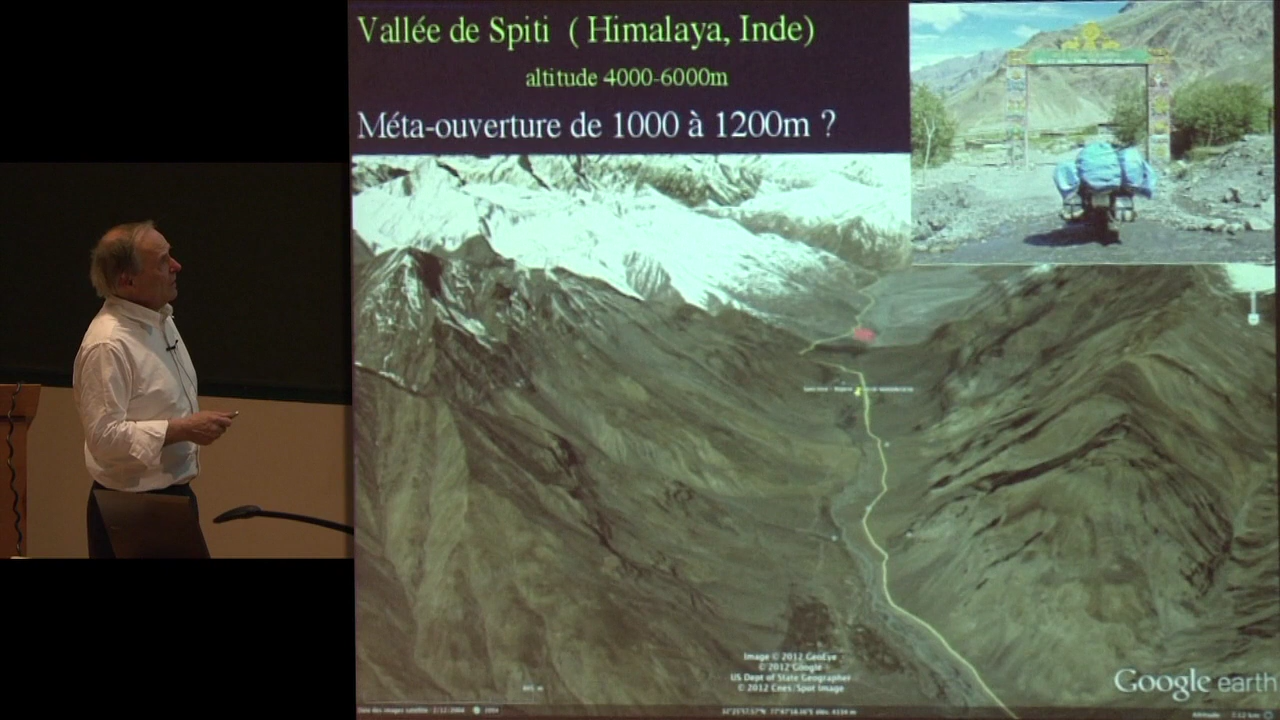 Vallée de Spiti ( Himalaya, Inde)
altitude 4000-6000m
Méta-ouverture de 1000 à 1200m ?
Image © 2012 GeoEye
© 2012 Google
US Dept of State Geographer
© 2012 Cnes/Spot Image
Google earth